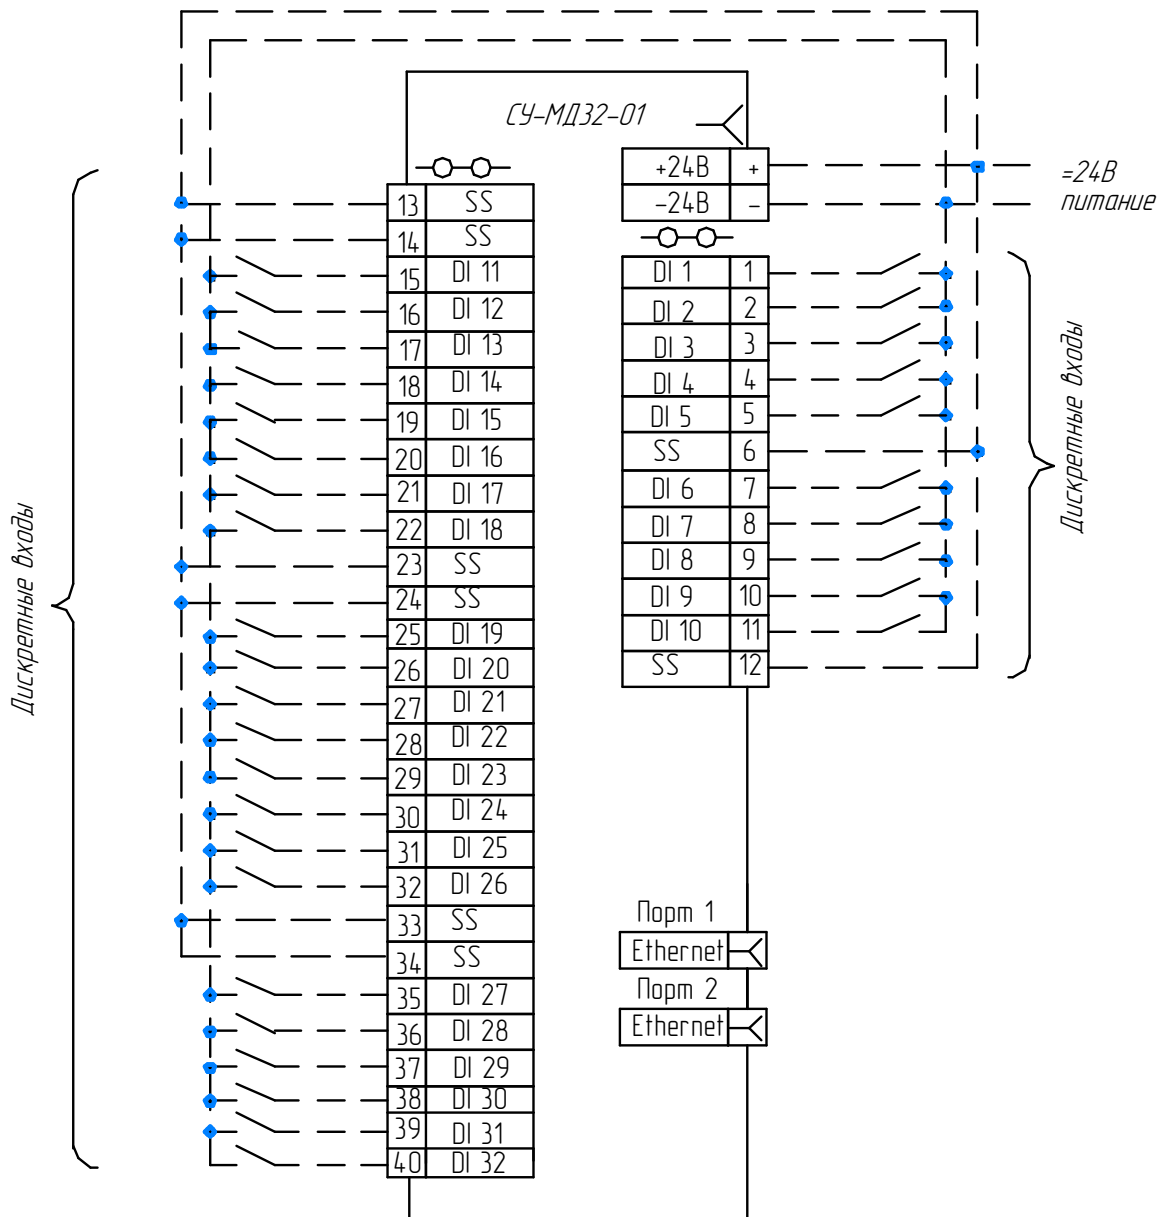 СУ-МД32-01
+24В +
-24В -
=24В
питание
13 SS
14 SS
15 DI 11
16 DI 12
17 DI 13
18 DI 14
19 DI 15
20 DI 16
21 DI 17
22 DI 18
23 SS
24 SS
25 DI 19
26 DI 20
27 DI 21
28 DI 22
29 DI 23
30 DI 24
31 DI 25
32 DI 26
33 SS
34 SS
35 DI 27
36 DI 28
37 DI 29
38 DI 30
39 DI 31
40 DI 32
Дискретные входы
DI 1 1
DI 2 2
DI 3 3
DI 4 4
DI 5 5
SS 6
DI 6 7
DI 7 8
DI 8 9
DI 9 10
DI 10 11
SS 12
Дискретные входы
Порт 1
Ethernet
Порт 2
Ethernet